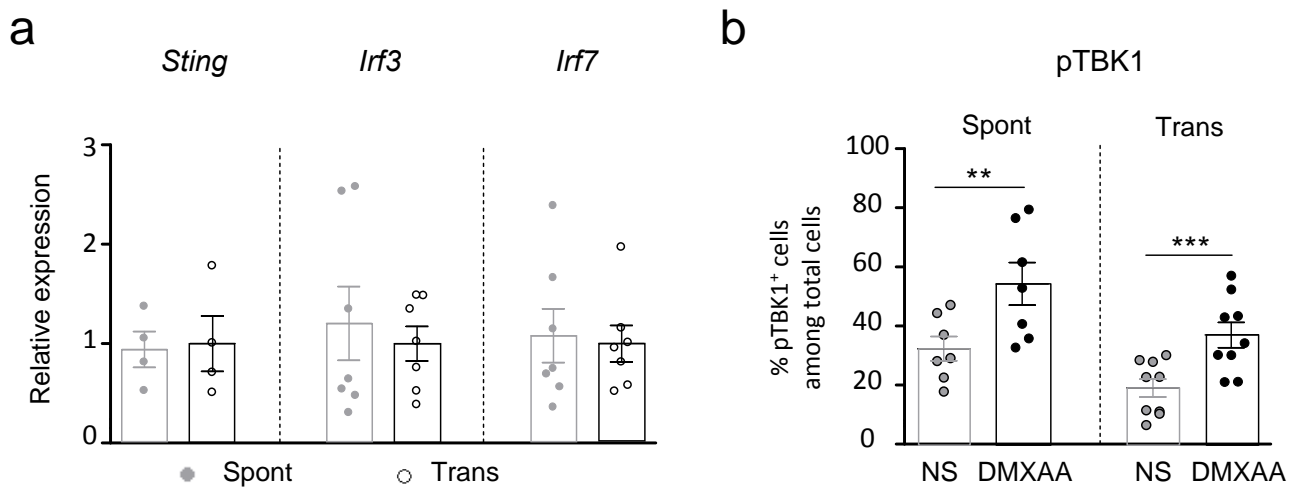 a
Sting Irf3 Irf7
Relative expression
3
2
1
0
Spont Trans
b
pTBK1
Spont Trans
% pTBK1+ cells
among total cells
100
80
60
40
20
0
** ***
NS DMXAA NS DMXAA